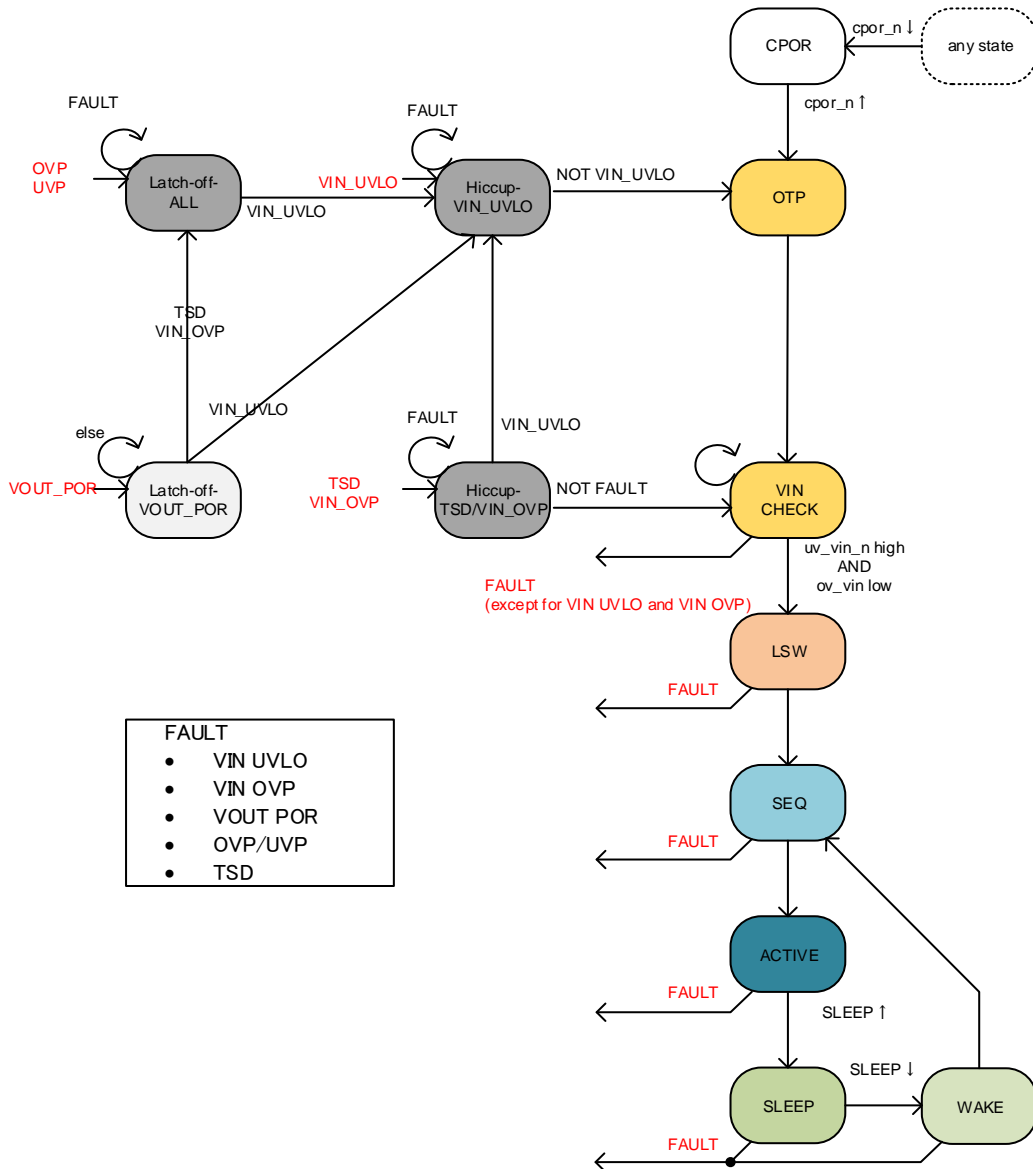 CPOR
cpor_n ↓
any state
cpor_n ↑
FAULT
FAULT
OVP
UVP
Latch-off-
ALL
VIN_UVLO
VIN_UVLO
Hiccup-
VIN_UVLO
NOT VIN_UVLO
OTP
TSD
VIN_OVP
VIN_UVLO
else
VOUT_POR
Latch-off-
VOUT_POR
FAULT
VIN_UVLO
TSD
VIN_OVP
Hiccup-
TSD/VIN_OVP
NOT FAULT
VIN
CHECK
uv_vin_n high
AND
ov_vin low
FAULT
(except for VIN UVLO and VIN OVP)
LSW
FAULT
FAULT
• VIN UVLO
• VIN OVP
• VOUT POR
• OVP/UVP
• TSD
SEQ
FAULT
ACTIVE
FAULT
SLEEP ↑
SLEEP
SLEEP ↓
WAKE
FAULT